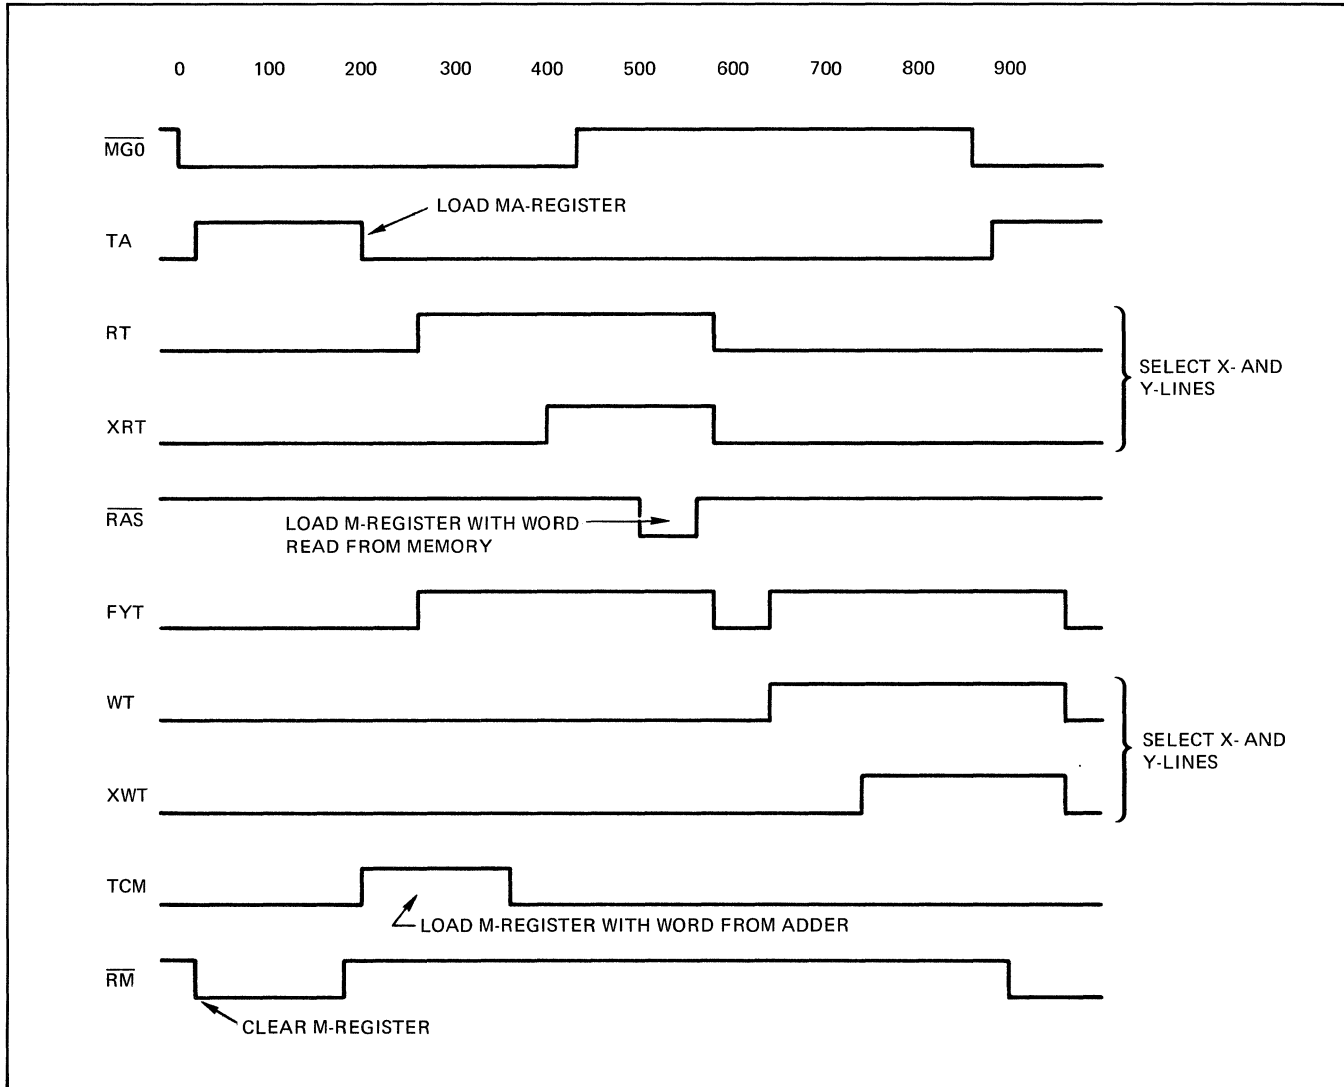 0 100 200 300 400 500 600 700 800 900
MG0
LOAD MA-REGISTER
TA
RT
SELECT X- AND
Y-LINES
XRT
RAS
LOAD M-REGISTER WITH WORD
READ FROM MEMORY
FYT
WT
SELECT X- AND
Y-LINES
XWT
TCM
LOAD M-REGISTER WITH WORD FROM ADDER
RM
CLEAR M-REGISTER